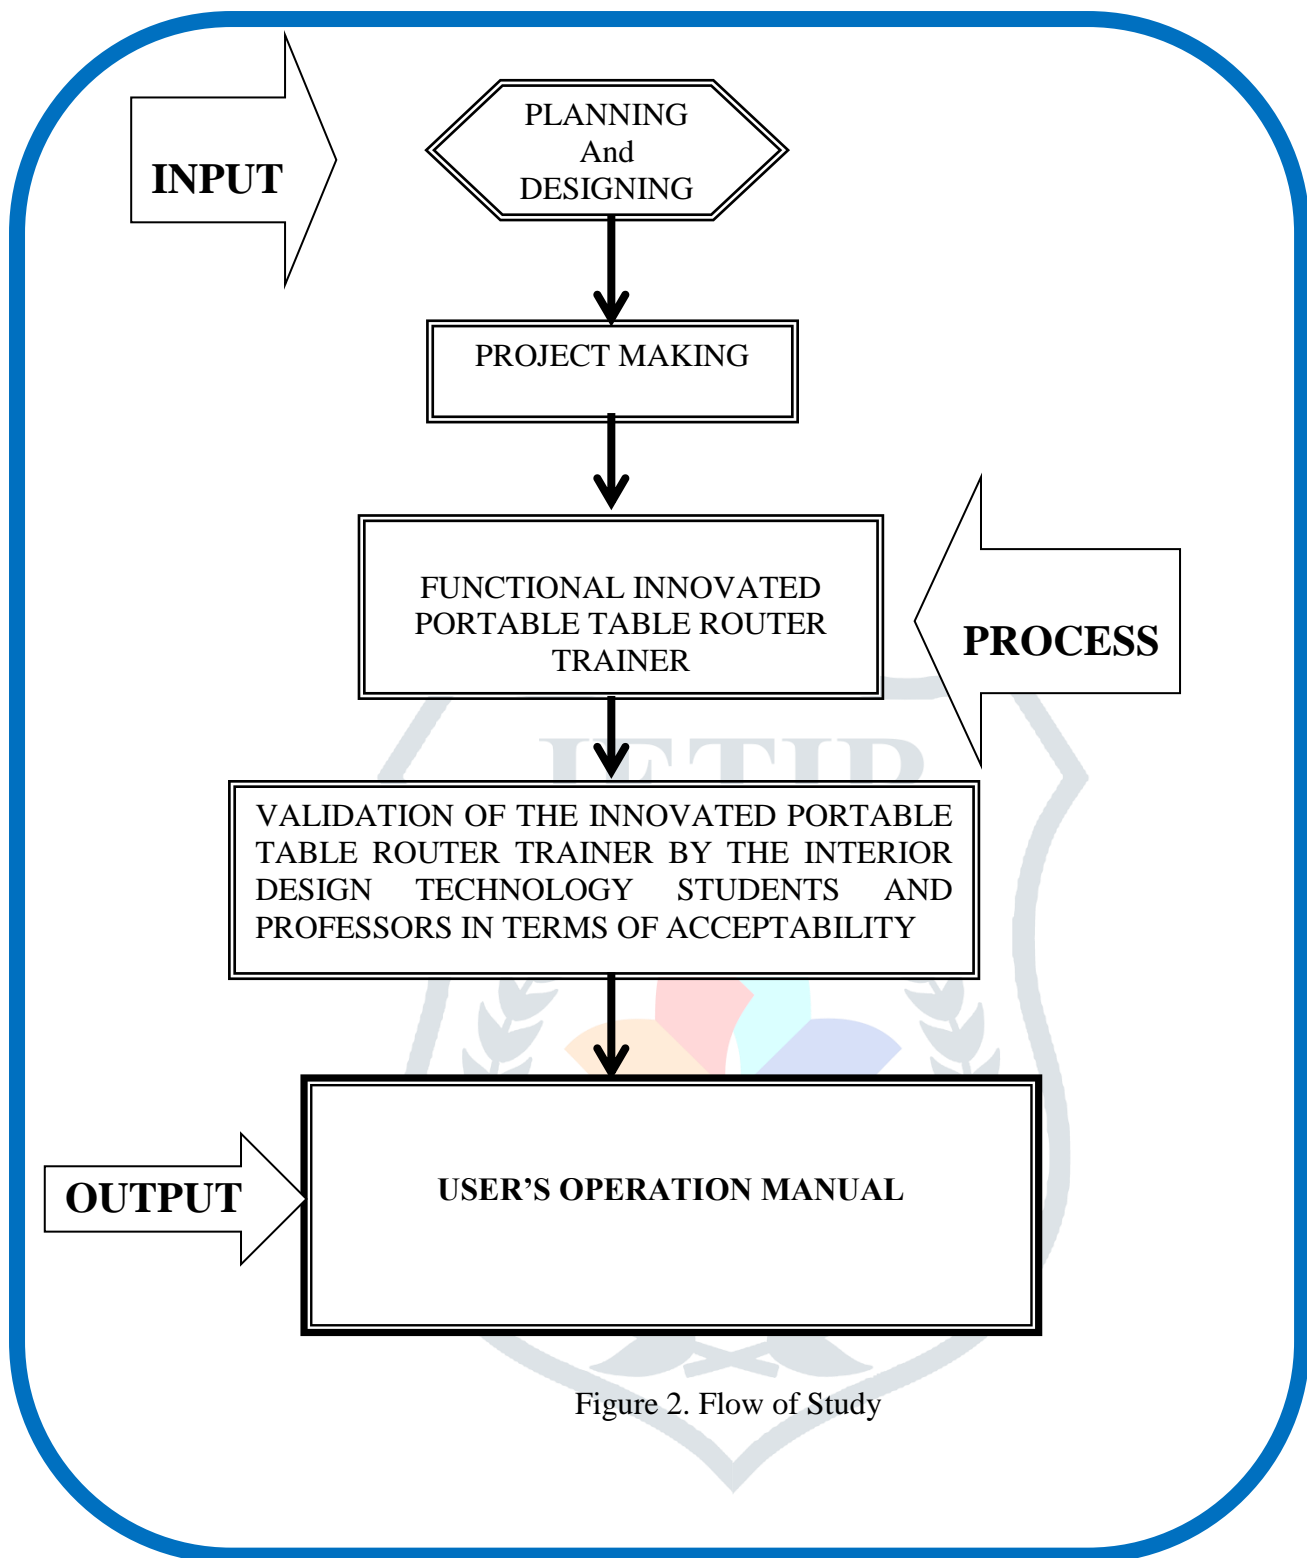 INPUT
PLANNING
And
DESIGNING
PROJECT MAKING
FUNCTIONAL INNOVATED
PORTABLE TABLE ROUTER
TRAINER
PROCESS
JETIR
VALIDATION OF THE INNOVATED PORTABLE
TABLE ROUTER TRAINER BY THE INTERIOR
DESIGN TECHNOLOGY STUDENTS AND
PROFESSORS IN TERMS OF ACCEPTABILITY
OUTPUT
USER’S OPERATION MANUAL
Figure 2. Flow of Study